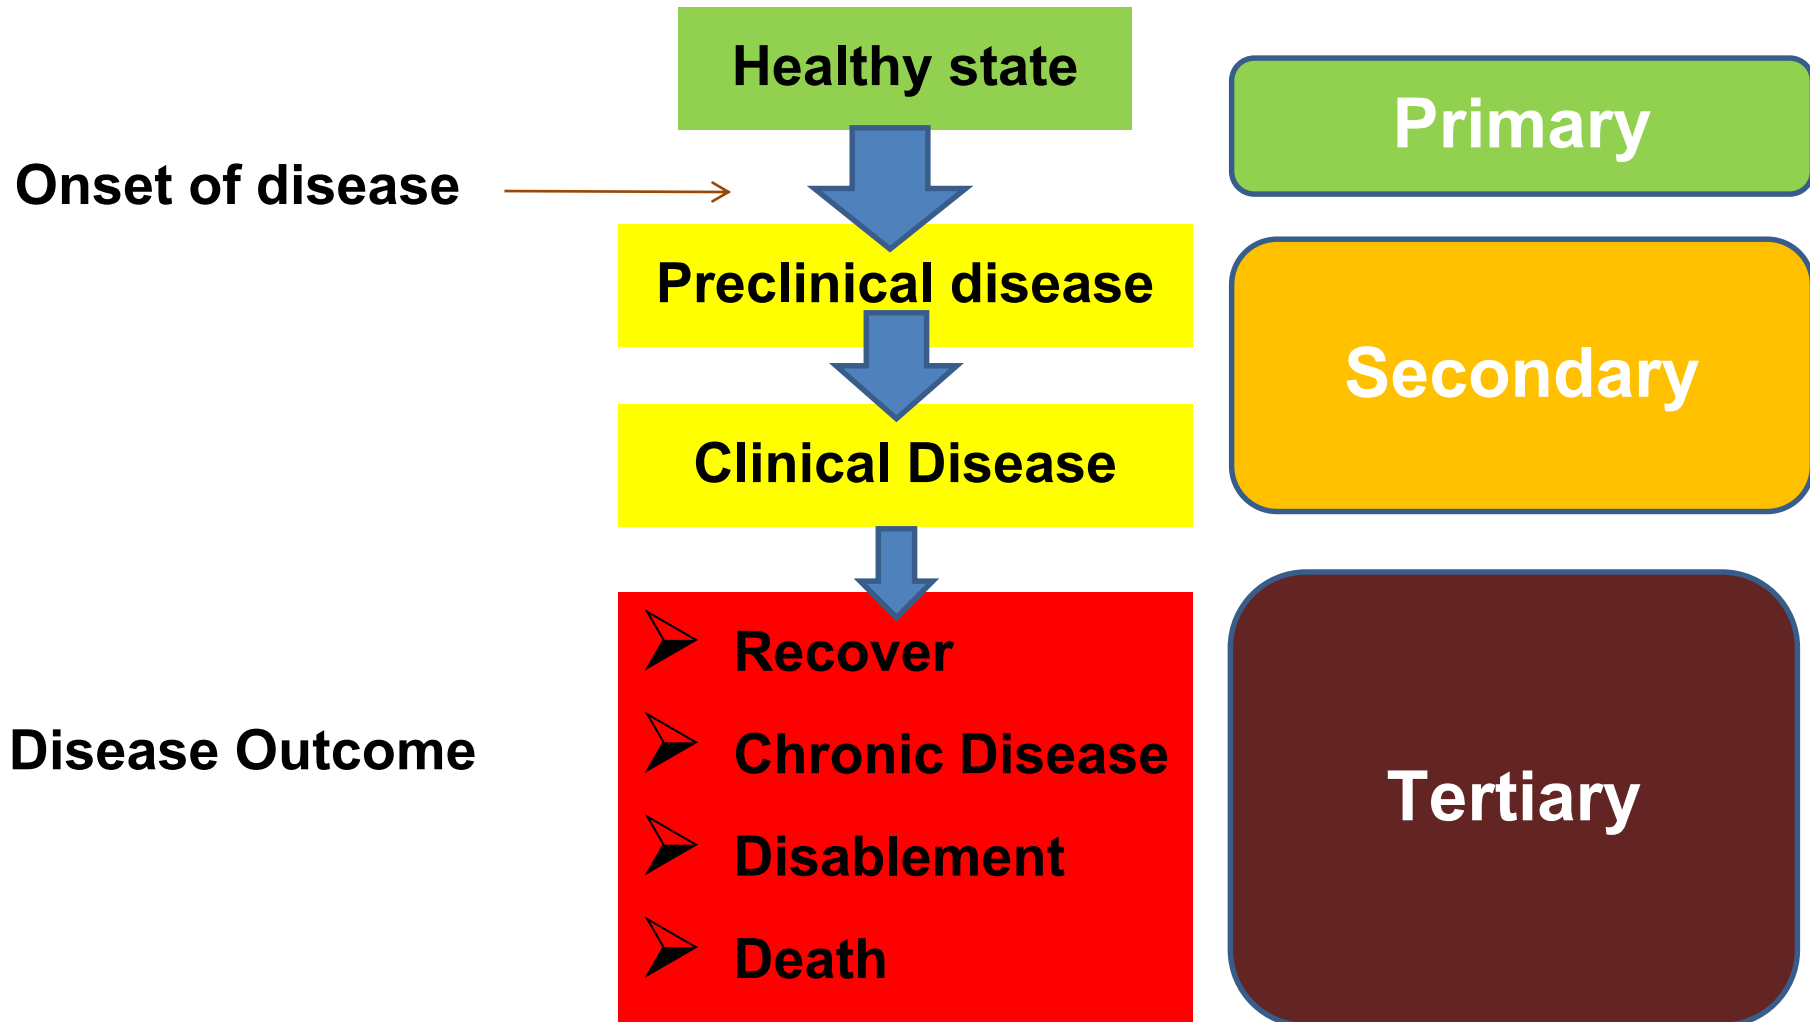 Healthy state
Primary
Onset of disease
Preclinical disease
Secondary
Clinical Disease
Recover
Chronic Disease
Disease Outcome
Tertiary
Disablement
Death